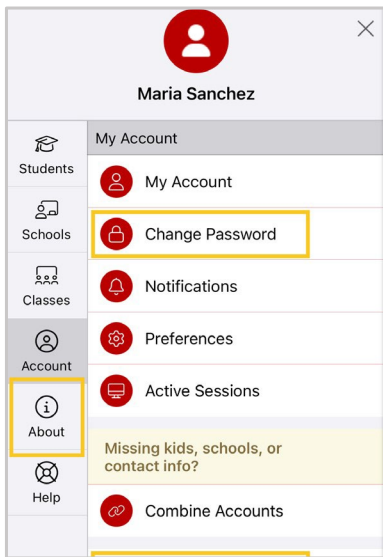 Maria Sanchez
Students
Schools
Classes
Account
About
Help
My Account
My Account
Change Password
Notifications
Preferences
Active Sessions
Missing kids, schools, or
contact info?
Combine Accounts